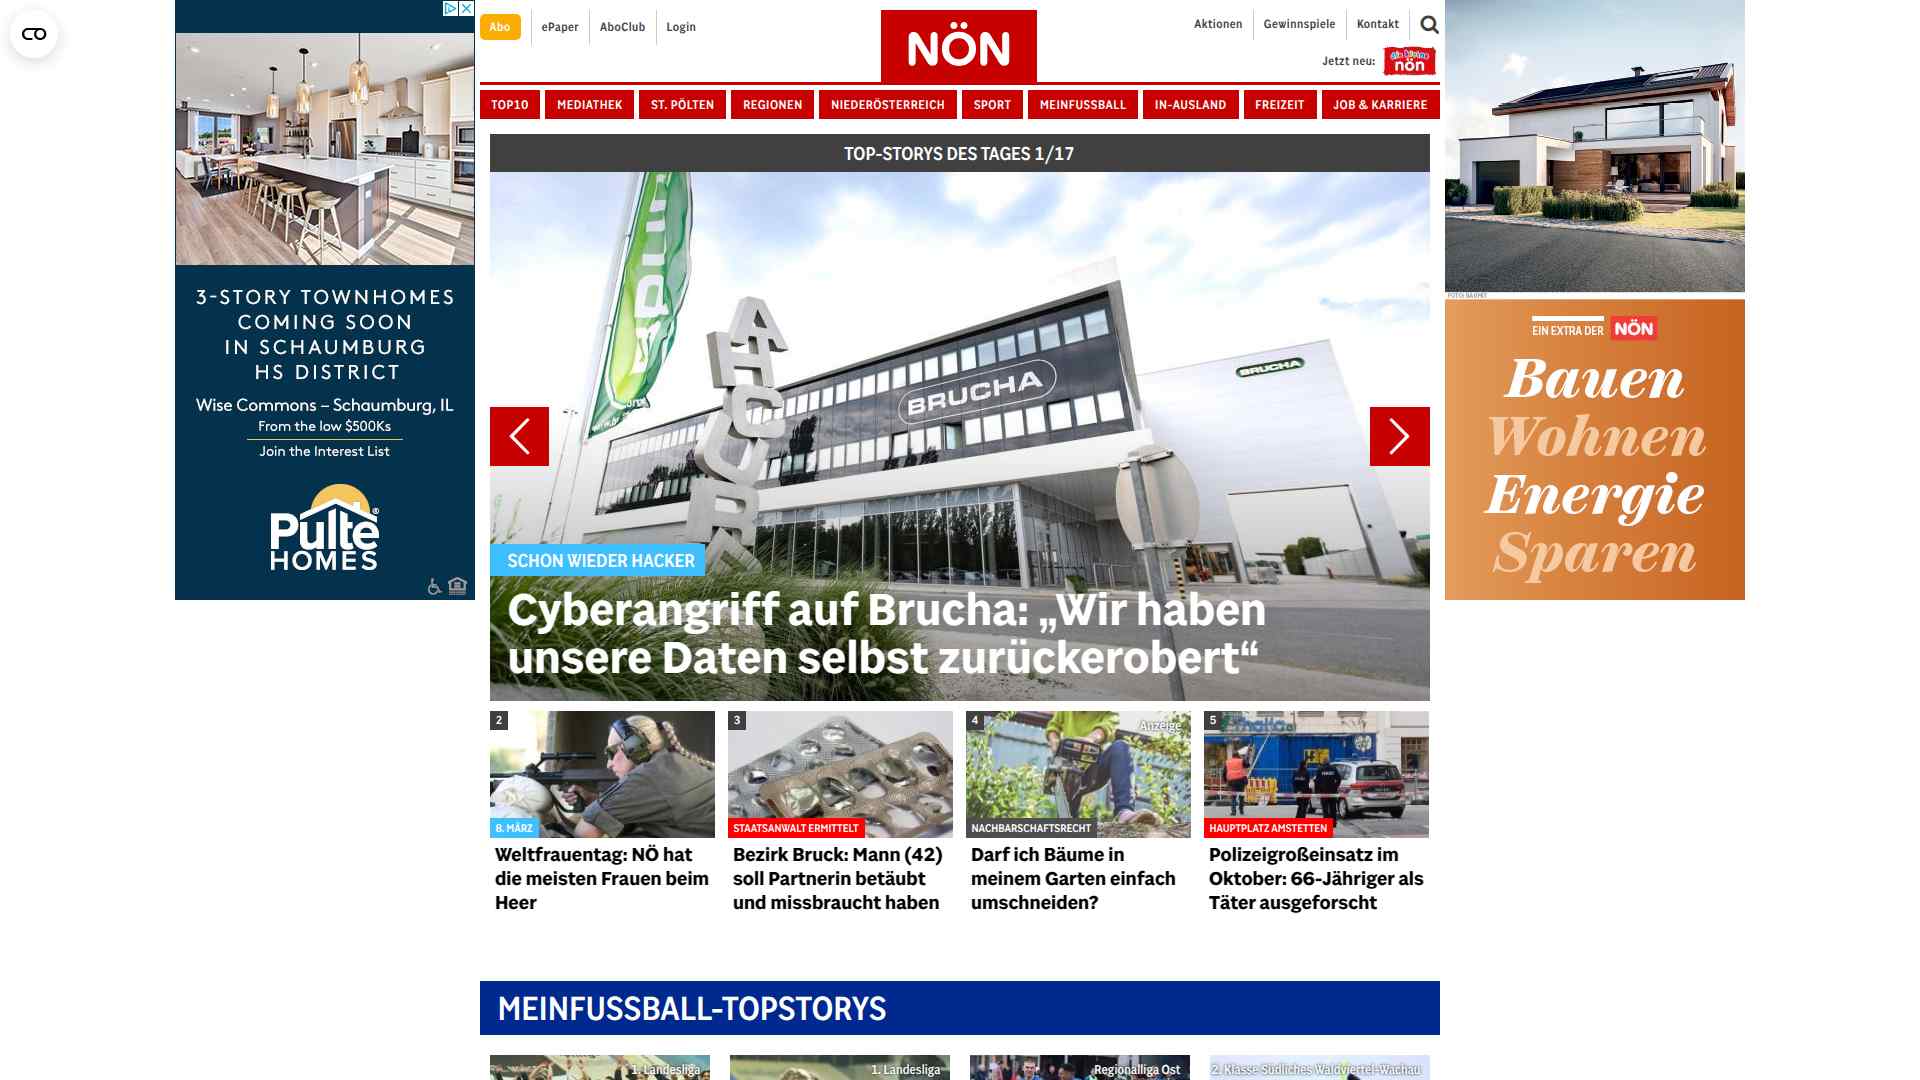 Abo
ePaper
AboClub
Login
NÖN
Aktionen
Gewinnspiele
Kontakt
Jetzt neu:
die kleine
nön
TOP10
MEDIATHEK
ST. PÖLTEN
REGIONEN
NIEDERÖSTERREICH
SPORT
MEINFUSSBALL
IN-AUSLAND
FREIZEIT
JOB & KARRIERE
3-STORY TOWNHOMES
COMING SOON
IN SCHAUMBURG
HS DISTRICT
Wise Commons – Schaumburg, IL
From the low $500Ks
Join the Interest List
Pulte®
HOMES
TOP-STORYS DES TAGES 1/17
BRUCHA
BRUCHA
BRUCHA
SCHON WIEDER HACKER
Cyberangriff auf Brucha: „Wir haben
unsere Daten selbst zurückerobert“
FOTO: BAUMIT
EIN EXTRA DER NÖN
Bauen
Wohnen
Energie
Sparen
2
8. MÄRZ
Weltfrauentag: NÖ hat
die meisten Frauen beim
Heer
3
STAATSANWALT ERMITTELT
Bezirk Bruck: Mann (42)
soll Partnerin betäubt
und missbraucht haben
4
Anzeige
NACHBARSCHAFTSRECHT
Darf ich Bäume in
meinem Garten einfach
umschneiden?
5
HAUPTPLATZ AMSTETTEN
Polizeigroßeinsatz im
Oktober: 66-Jähriger als
Täter ausgeforscht
MEINFUSSBALL-TOPSTORYS
1. Landesliga
1. Landesliga
Regionalliga Ost
2. Klasse Südliches Waldviertel-Wachau